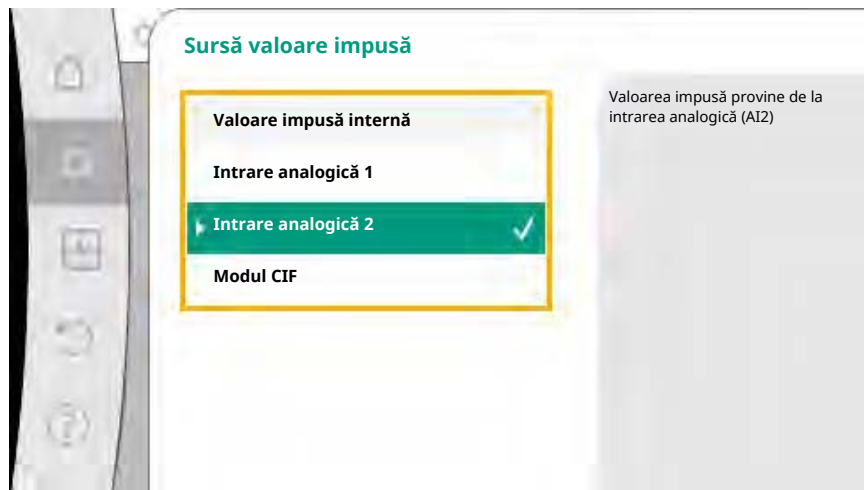 Sursă valoare impusă
Valoare impusă internă
Intrare analogică 1
Intrare analogică 2
Modul CIF
Valoarea impusă provine de la
intrarea analogică (AI2)